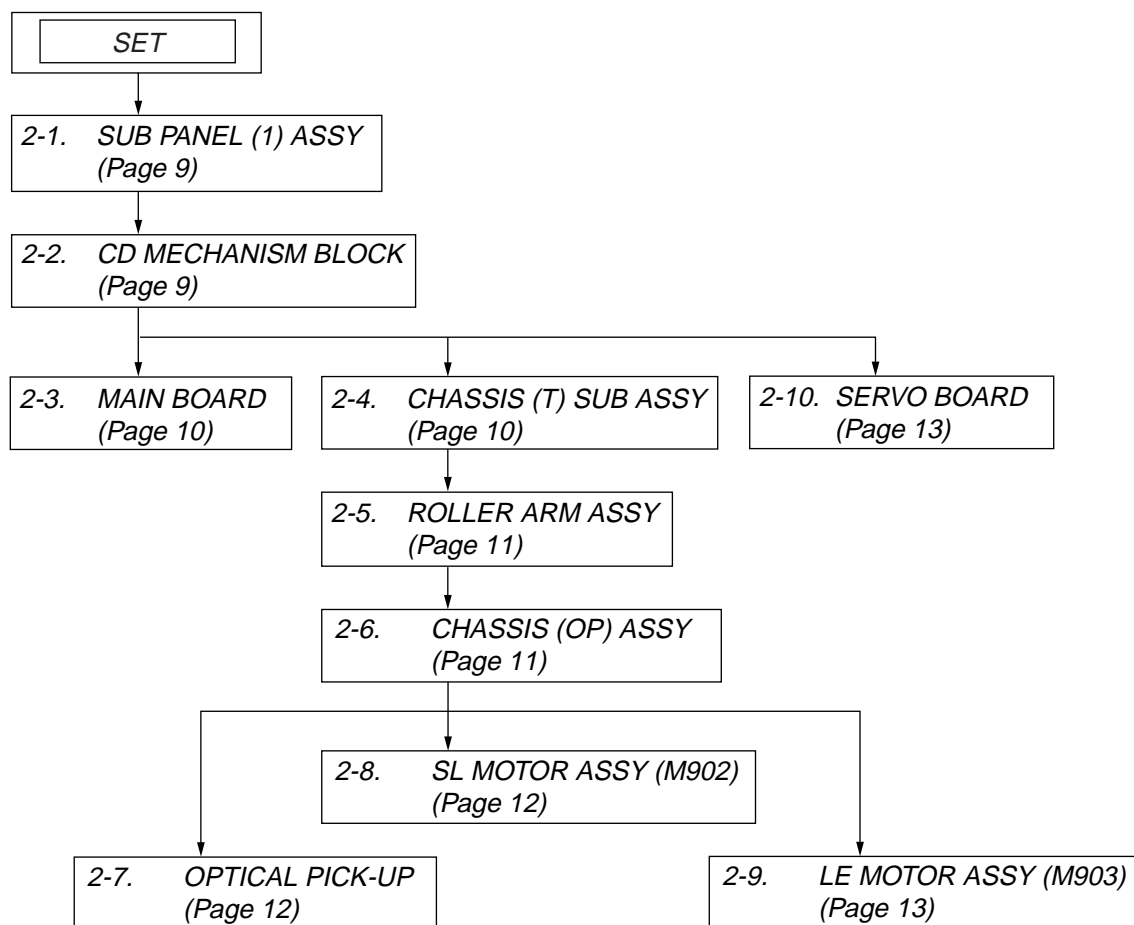 SET
2-1. SUB PANEL (1) ASSY
(Page 9)
2-2. CD MECHANISM BLOCK
(Page 9)
2-3. MAIN BOARD
(Page 10)
2-4. CHASSIS (T) SUB ASSY
(Page 10)
2-10. SERVO BOARD
(Page 13)
2-5. ROLLER ARM ASSY
(Page 11)
2-6. CHASSIS (OP) ASSY
(Page 11)
2-8. SL MOTOR ASSY (M902)
(Page 12)
2-7. OPTICAL PICK-UP
(Page 12)
2-9. LE MOTOR ASSY (M903)
(Page 13)